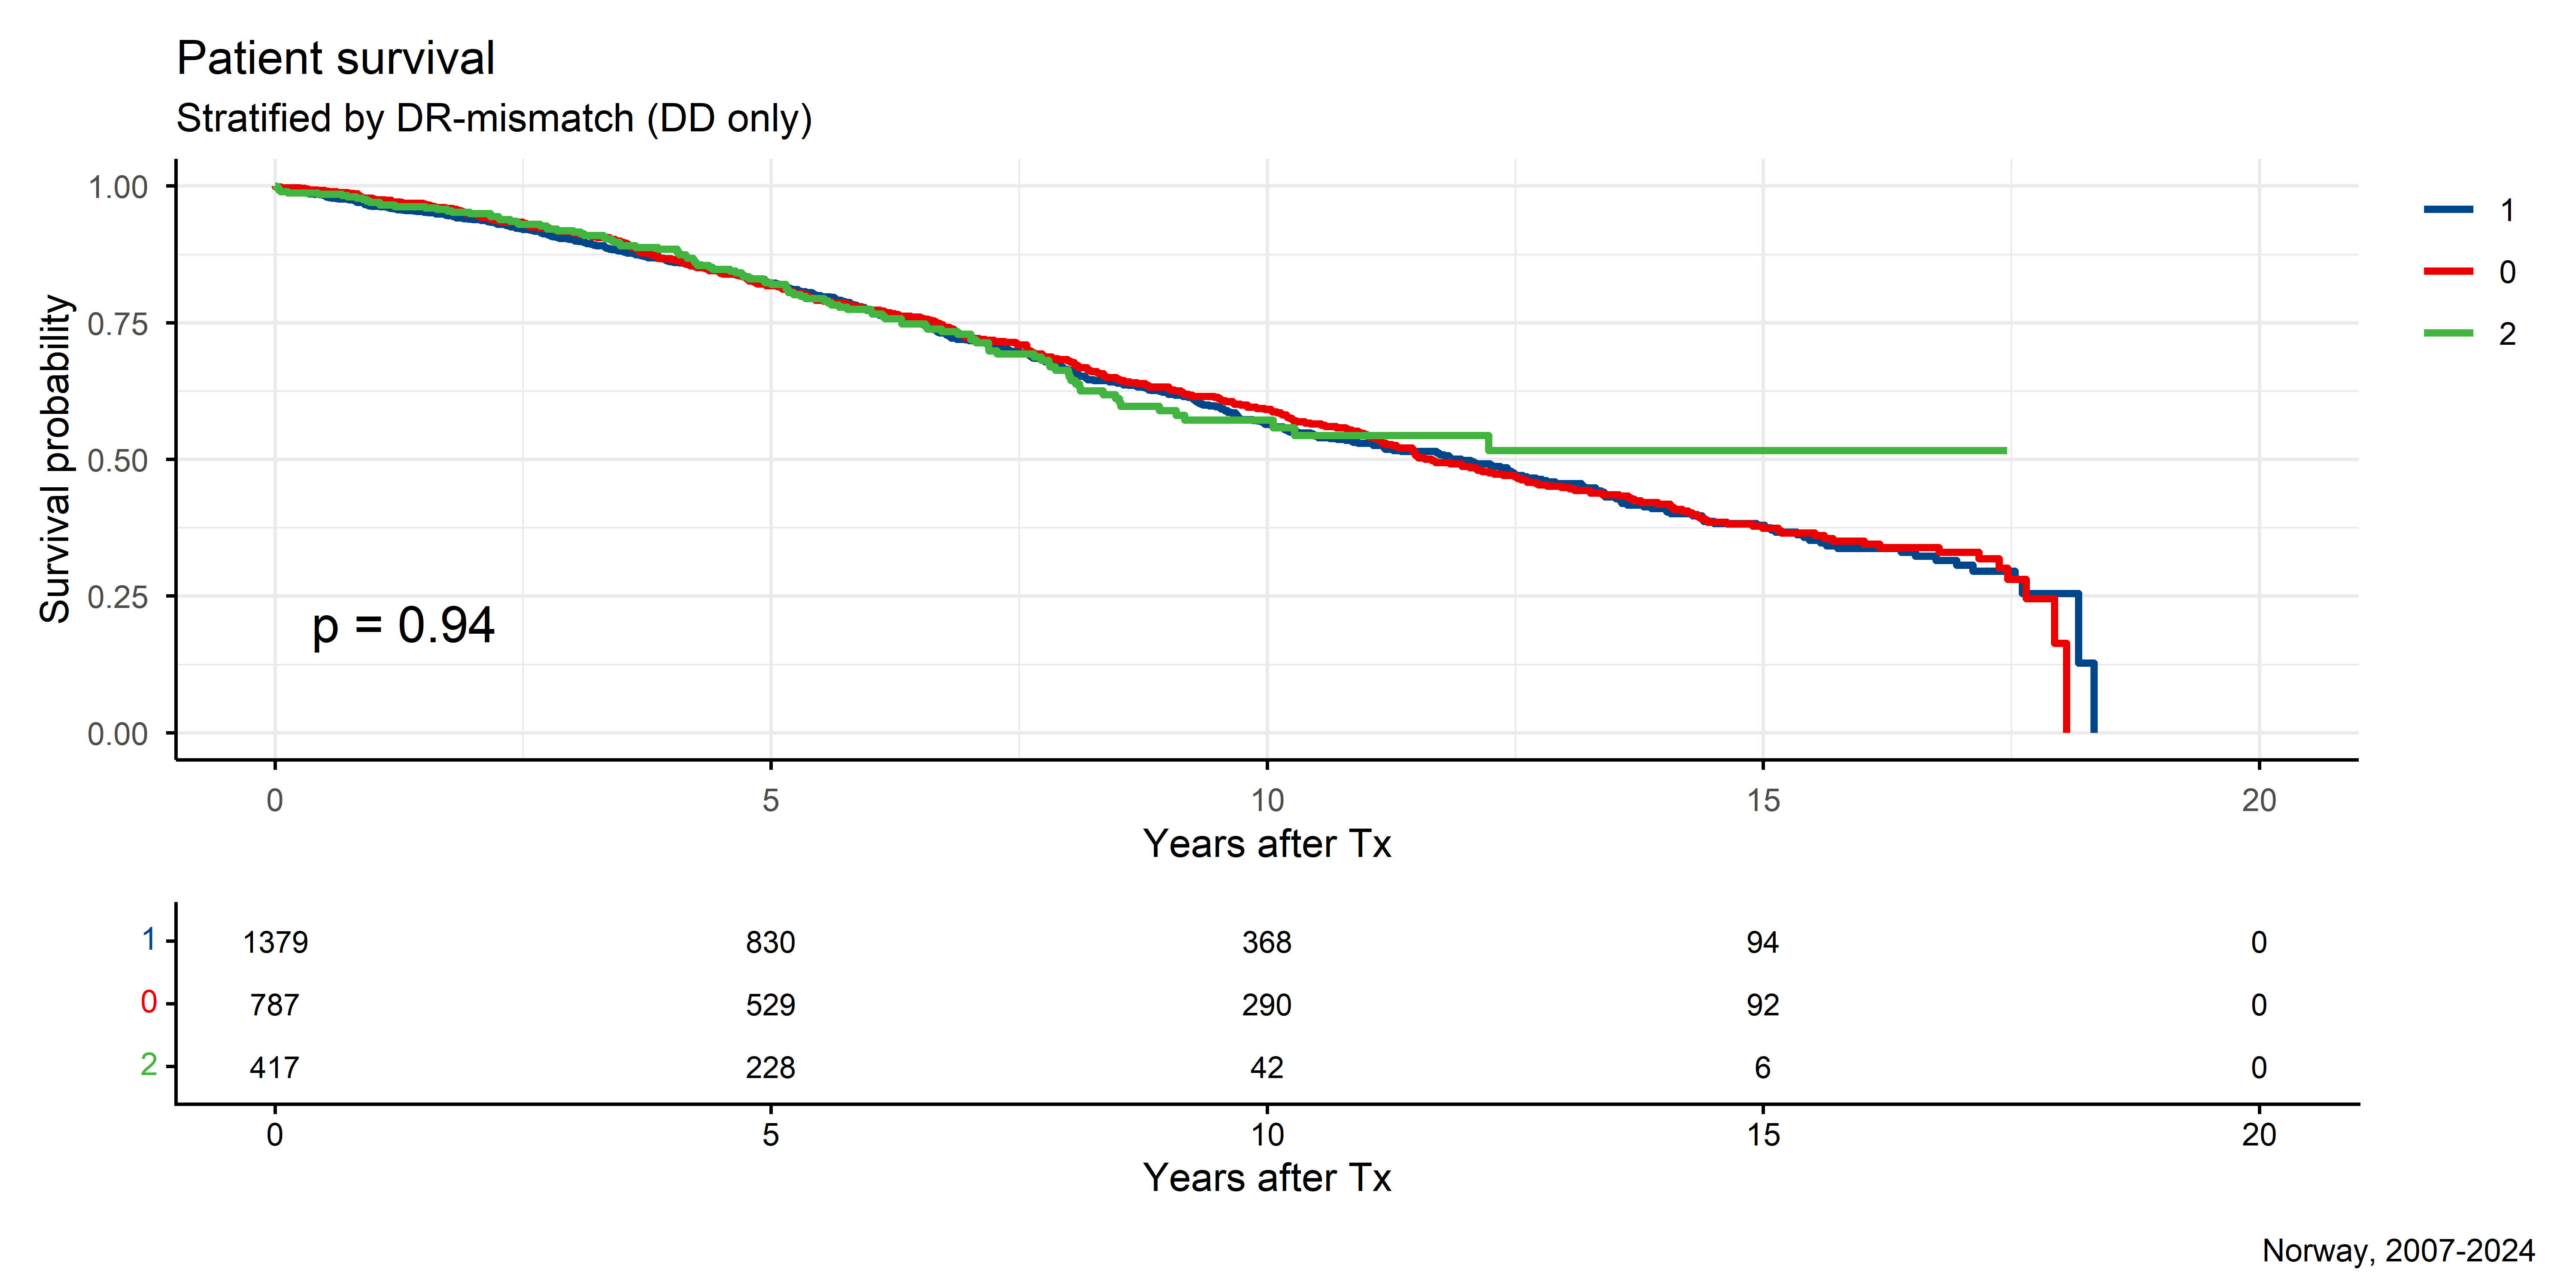 Patient survival
Stratified by DR-mismatch (DD only)
Survival probability
1.00
0.75
0.50
0.25
0.00
p = 0.94
1
0
2
0 5 10 15 20
Years after Tx
1 1379 830 368 94 0
0 787 529 290 92 0
2 417 228 42 6 0
0 5 10 15 20
Years after Tx
Norway, 2007-2024